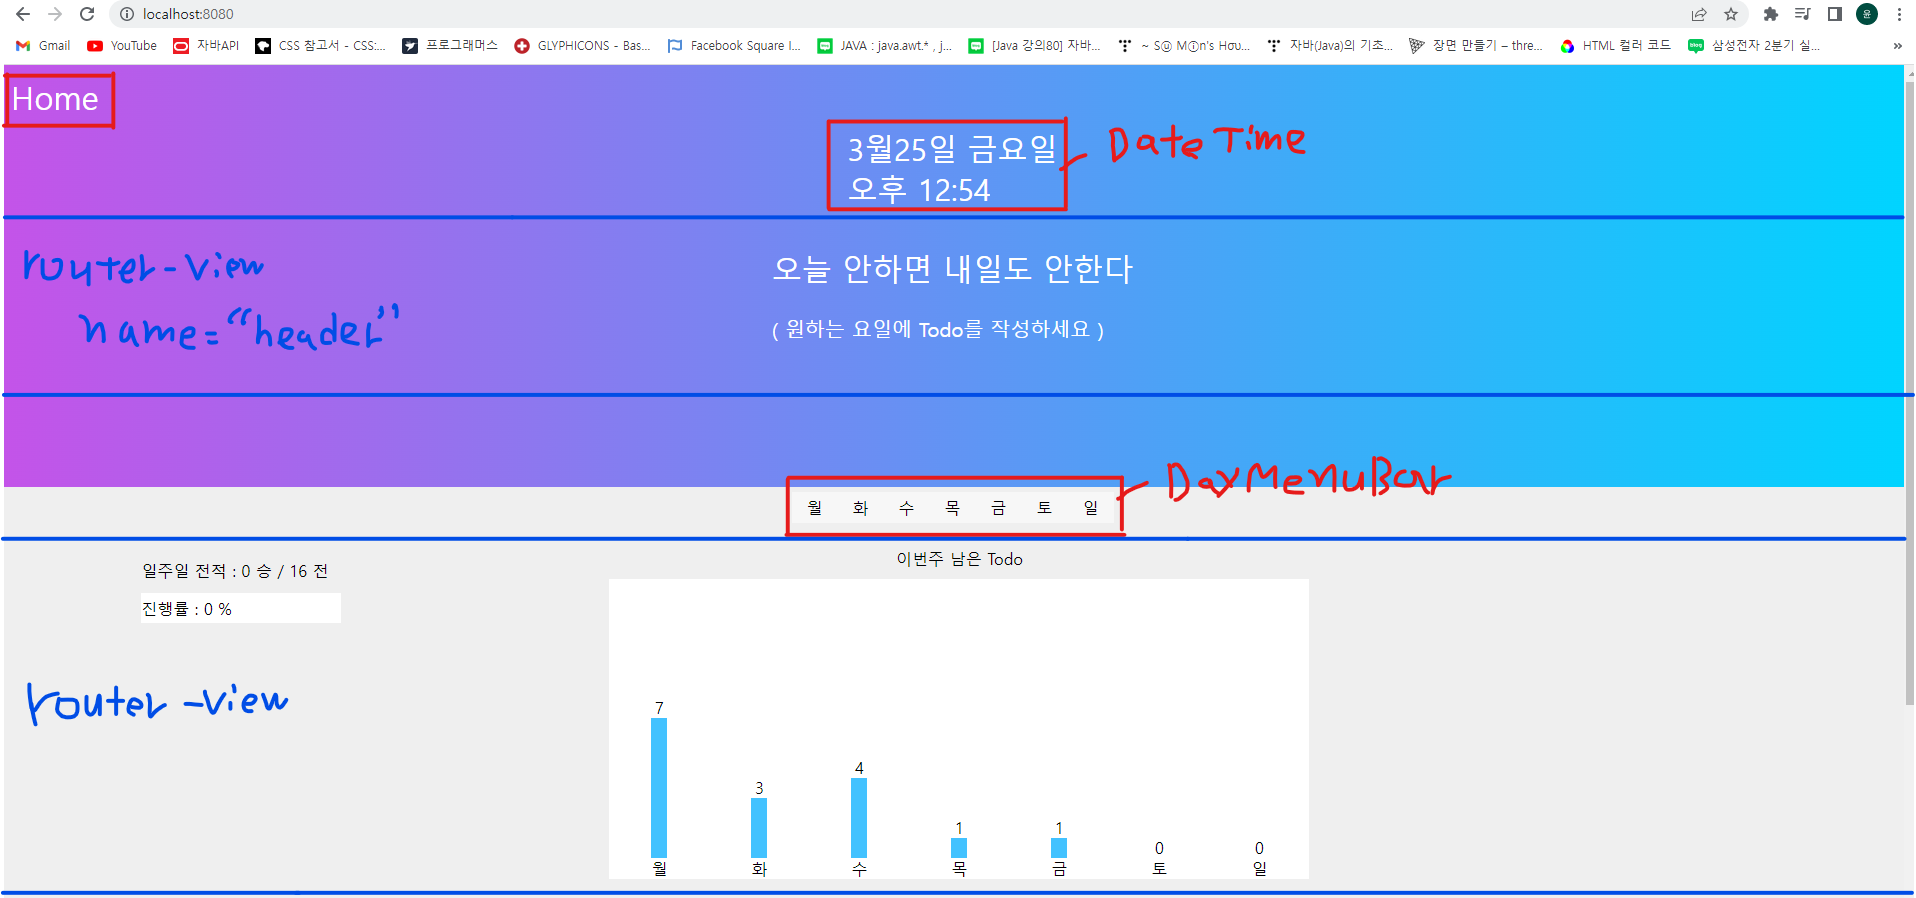 localhost:8080
윤
Gmail
YouTube
자바API
CSS 참고서 - CSS:...
프로그래머스
GLYPHICONS - Bas...
Facebook Square I...
JAVA : java.awt.* , j...
[Java 강의80] 자바...
~ Sⓤ Mⓘn's Hσu...
자바(Java)의 기초...
장면 만들기 – thre...
HTML 컬러 코드
blog
삼성전자 2분기 실...
»
Home
3월25일 금요일
오후 12:54
DateTime
router-view
name="header"
오늘 안하면 내일도 안한다
( 원하는 요일에 Todo를 작성하세요 )
DayMenuBar
월 화 수 목 금 토 일
일주일 전적 : 0 승 / 16 전
진행률 : 0 %
이번주 남은 Todo
router-view
7
3
4
1
1
0
0
월 화 수 목 금 토 일